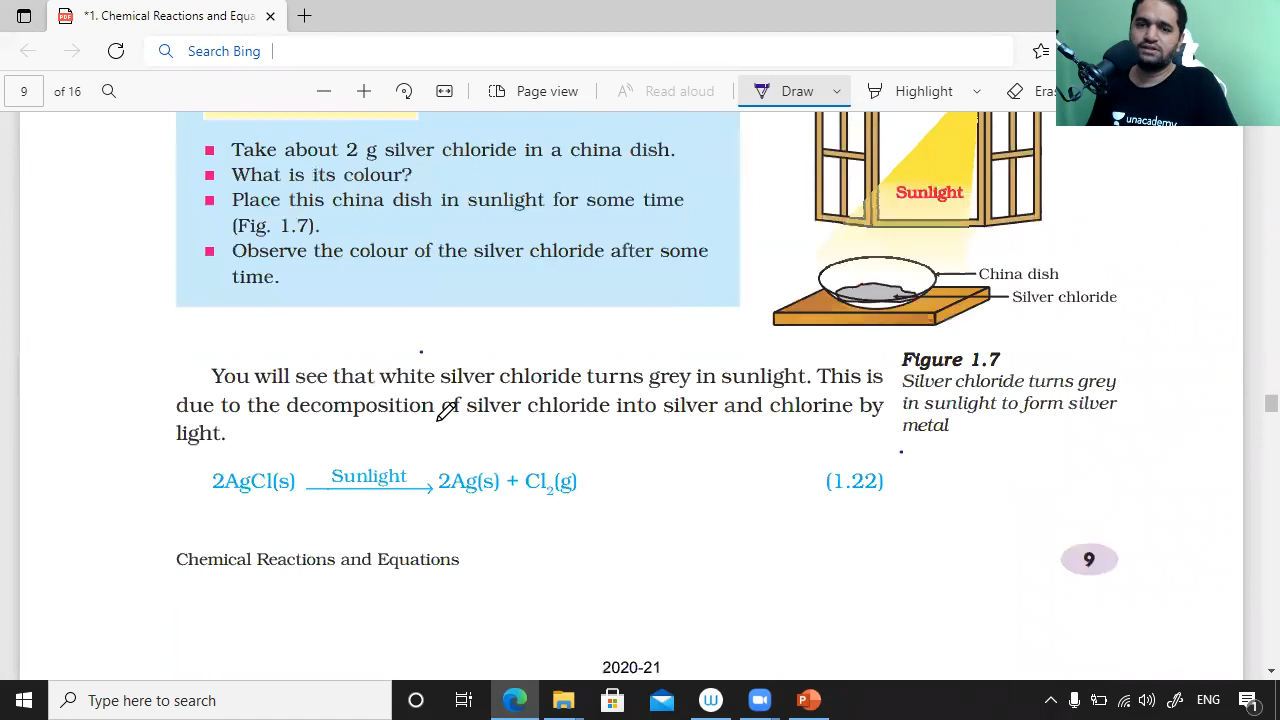 *1. Chemical Reactions and Equa
Search Bing
9 of 16
Page view
Read aloud
Draw
Highlight
Eras
unacademy
Take about 2 g silver chloride in a china dish.
What is its colour?
Place this china dish in sunlight for some time
(Fig. 1.7).
Observe the colour of the silver chloride after some
time.
Sunlight
China dish
Silver chloride
Figure 1.7
Silver chloride turns grey
in sunlight to form silver
metal
You will see that white silver chloride turns grey in sunlight. This is
due to the decomposition of silver chloride into silver and chlorine by
light.
2AgCl(s) Sunlight 2Ag(s) + Cl₂(g) (1.22)
Chemical Reactions and Equations
9
2020-21
Type here to search
ENG
1